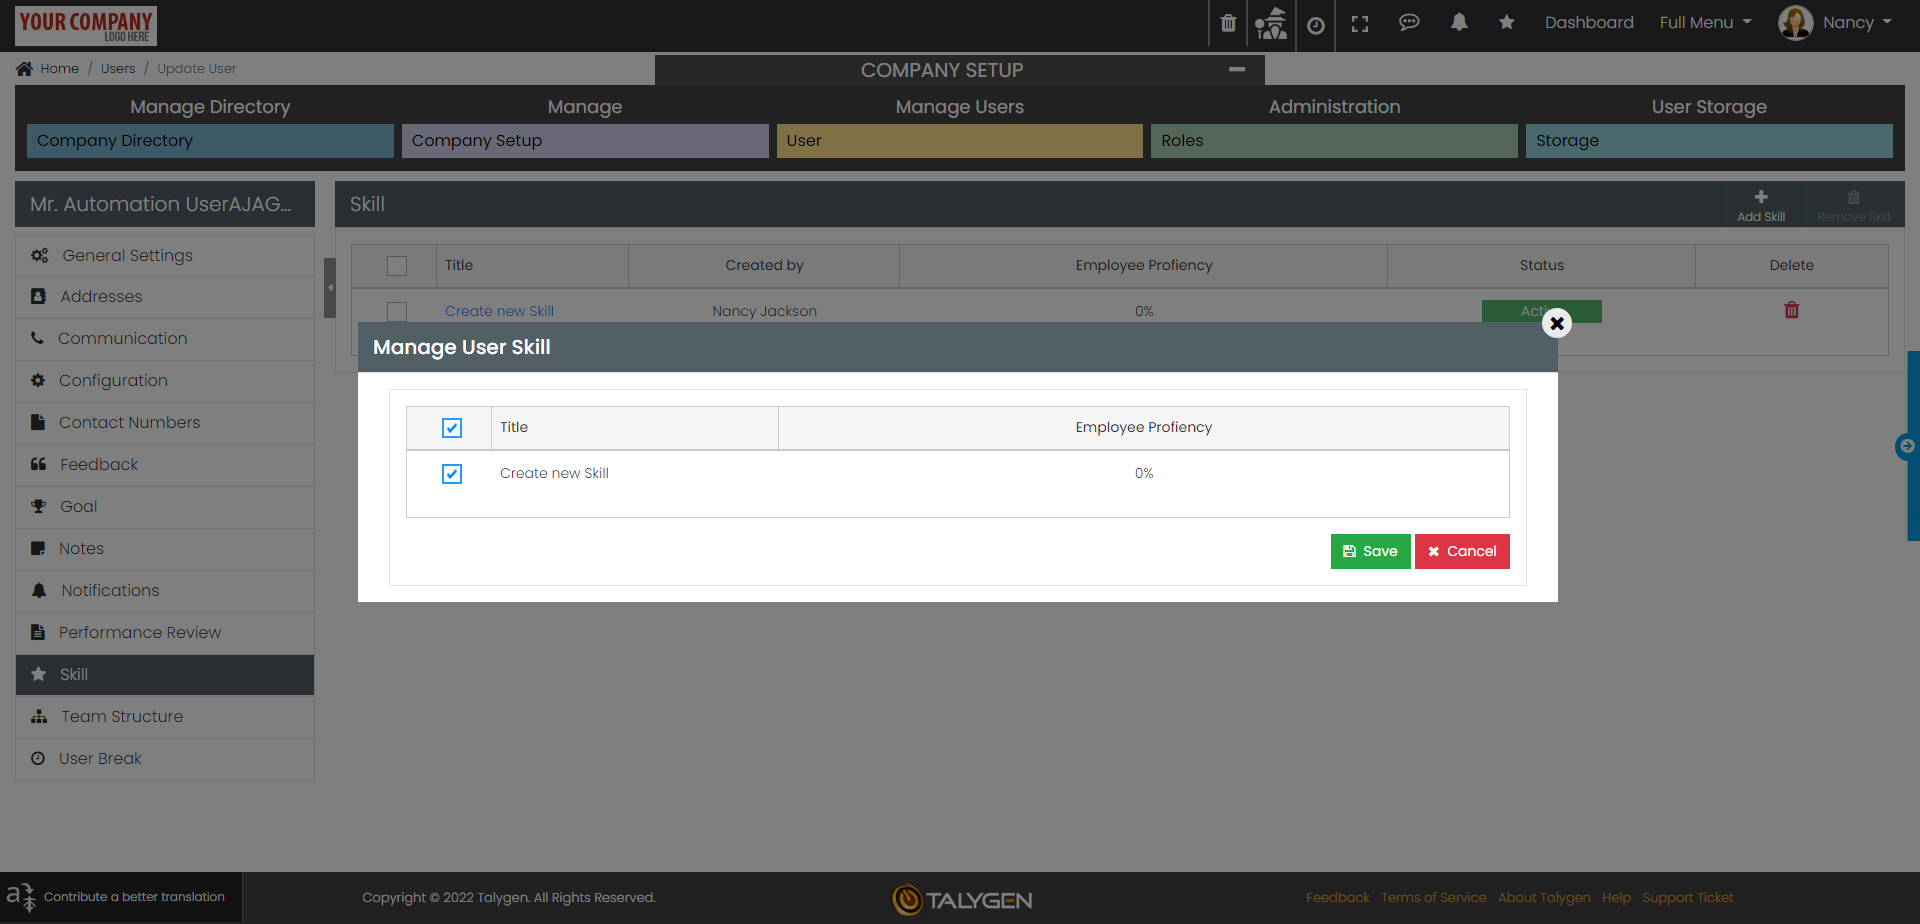 YOUR COMPANY
LOGO HERE
Dashboard
Full Menu
Nancy
Home / Users / Update User
COMPANY SETUP
Manage Directory
Manage
Manage Users
Administration
User Storage
Company Directory
Company Setup
User
Roles
Storage
Mr. Automation UserAJAG...
Skill
Add Skill
Remove Skill
General Settings
Addresses
Communication
Configuration
Contact Numbers
Feedback
Goal
Notes
Notifications
Performance Review
Skill
Team Structure
User Break
Title
Created by
Employee Profiency
Status
Delete
Create new Skill
Nancy Jackson
0%
Manage User Skill
Title
Employee Profiency
Create new Skill
0%
Save
Cancel
Contribute a better translation
Copyright © 2022 Talygen. All Rights Reserved.
TALYGEN
Feedback
Terms of Service
About Talygen
Help
Support Ticket